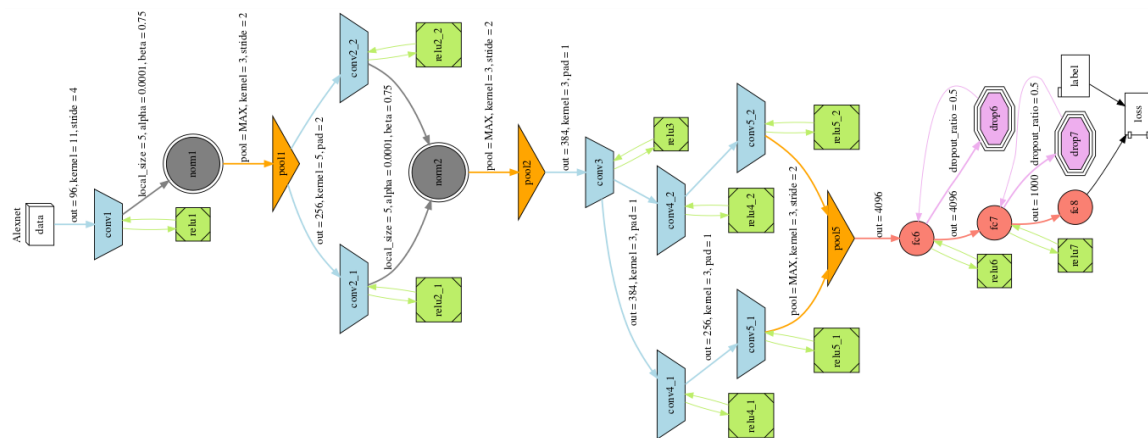 Alexnet
data
out = 96, kernel = 11, stride = 4
conv1
relu1
local_size = 5, alpha = 0.0001, beta = 0.75
norm1
pool = MAX, kernel = 3, stride = 2
pool1
out = 256, kernel = 5, pad = 2
conv2_1
relu2_1
conv2_2
relu2_2
local_size = 5, alpha = 0.0001, beta = 0.75
norm2
pool = MAX, kernel = 3, stride = 2
pool2
out = 384, kernel = 3, pad = 1
conv3
relu3
out = 384, kernel = 3, pad = 1
conv4_1
relu4_1
conv4_2
relu4_2
out = 256, kernel = 3, pad = 1
conv5_1
relu5_1
conv5_2
relu5_2
pool = MAX, kernel = 3, stride = 2
pool5
out = 4096
fc6
relu6
dropout_ratio = 0.5
drop6
out = 4096
fc7
relu7
dropout_ratio = 0.5
drop7
out = 1000
fc8
label
loss